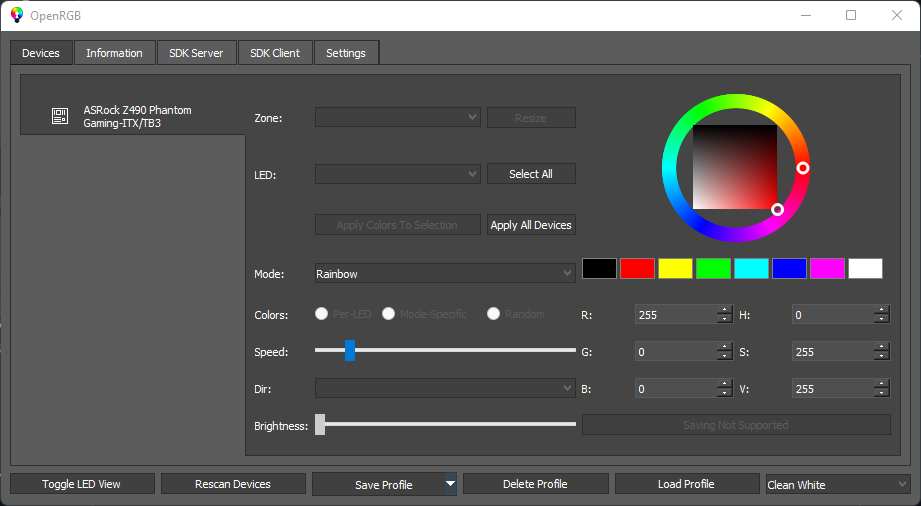 OpenRGB
Devices Information SDK Server SDK Client Settings
ASRock Z490 Phantom
Gaming-ITX/TB3
Zone: Resize
LED: Select All
Apply Colors To Selection Apply All Devices
Mode: Rainbow
Colors: Per-LED Mode-Specific Random R: 255 H: 0
Speed: G: 0 S: 255
Dir: B: 0 V: 255
Brightness: Saving Not Supported
Toggle LED View Rescan Devices Save Profile Delete Profile Load Profile Clean White